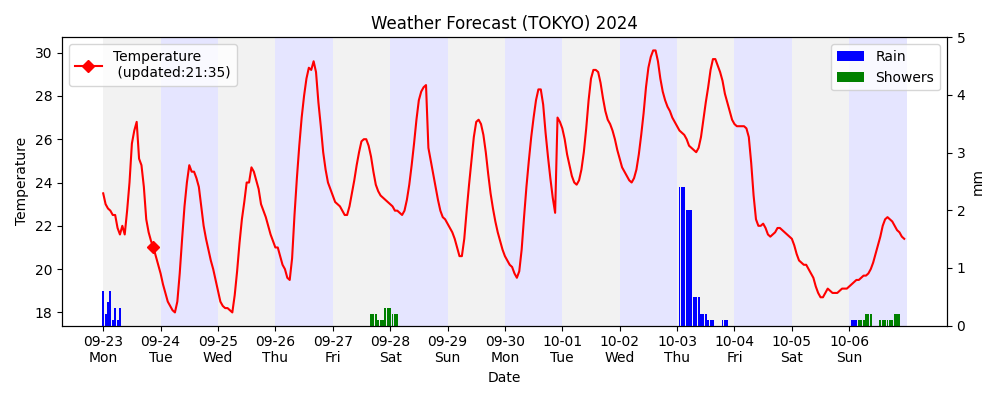 Weather Forecast (TOKYO) 2024
Temperature
(updated:21:35)
Rain
Showers
30
28
26
24
22
20
18
Temperature
5
4
3
2
1
0
mm
09-23 09-24 09-25 09-26 09-27 09-28 09-29 09-30 10-01 10-02 10-03 10-04 10-05 10-06
Mon Tue Wed Thu Fri Sat Sun Mon Tue Wed Thu Fri Sat Sun
Date